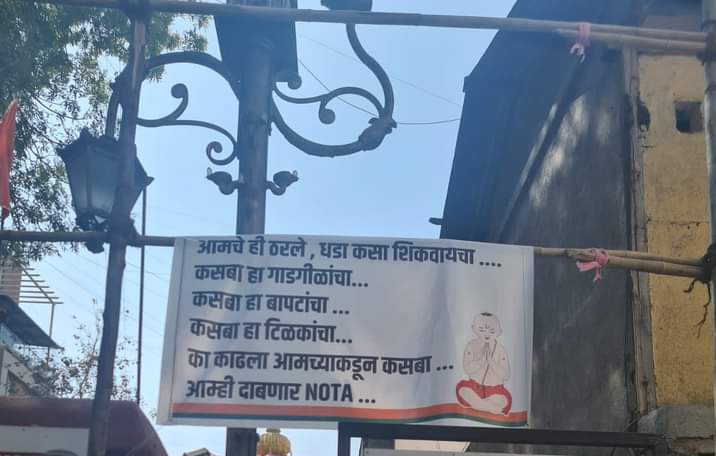 आमचे ही ठरले , धडा कसा शिकवायचा ....
कसबा हा गाडगीळांचा...
कसबा हा बापटांचा ...
कसबा हा टिळकांचा...
का काढला आमच्याकडून कसबा ...
आम्ही दाबणार NOTA ...